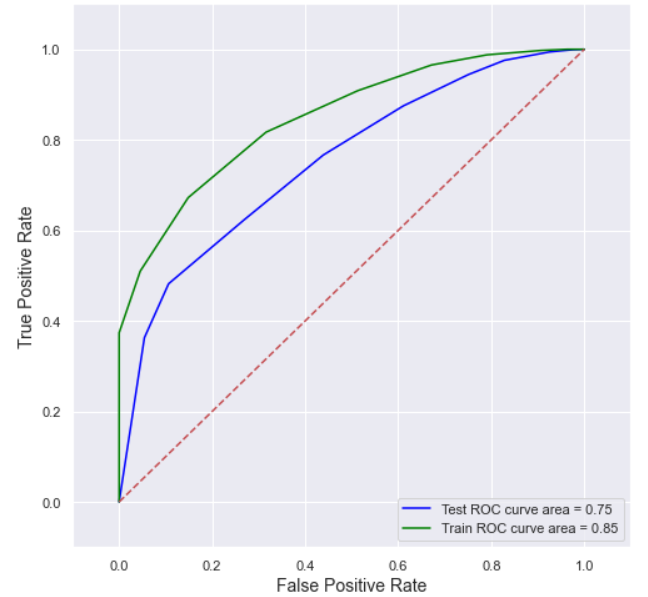 1.0
0.8
0.6
0.4
0.2
0.0
True Positive Rate
Test ROC curve area = 0.75
Train ROC curve area = 0.85
0.0 0.2 0.4 0.6 0.8 1.0
False Positive Rate